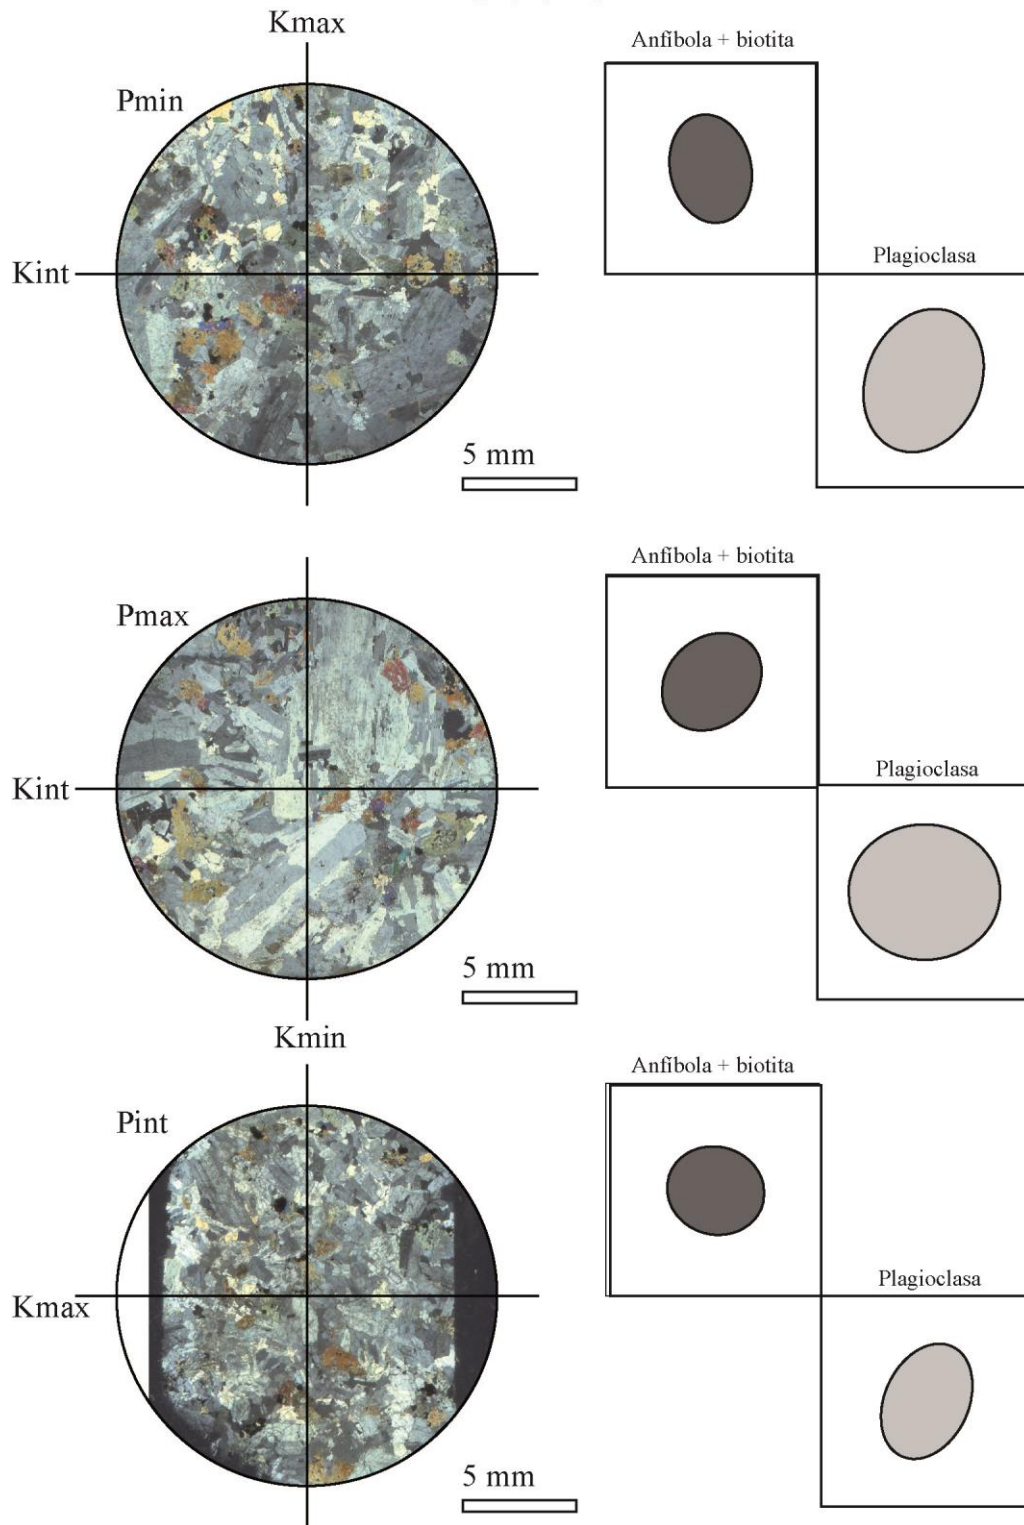 Kmax
Anfibola + biotita
Pmin
Plagioclasa
Kint
5 mm
Anfibola + biotita
Pmax
Plagioclasa
Kint
5 mm
Kmin
Anfibola + biotita
Pint
Plagioclasa
Kmax
5 mm